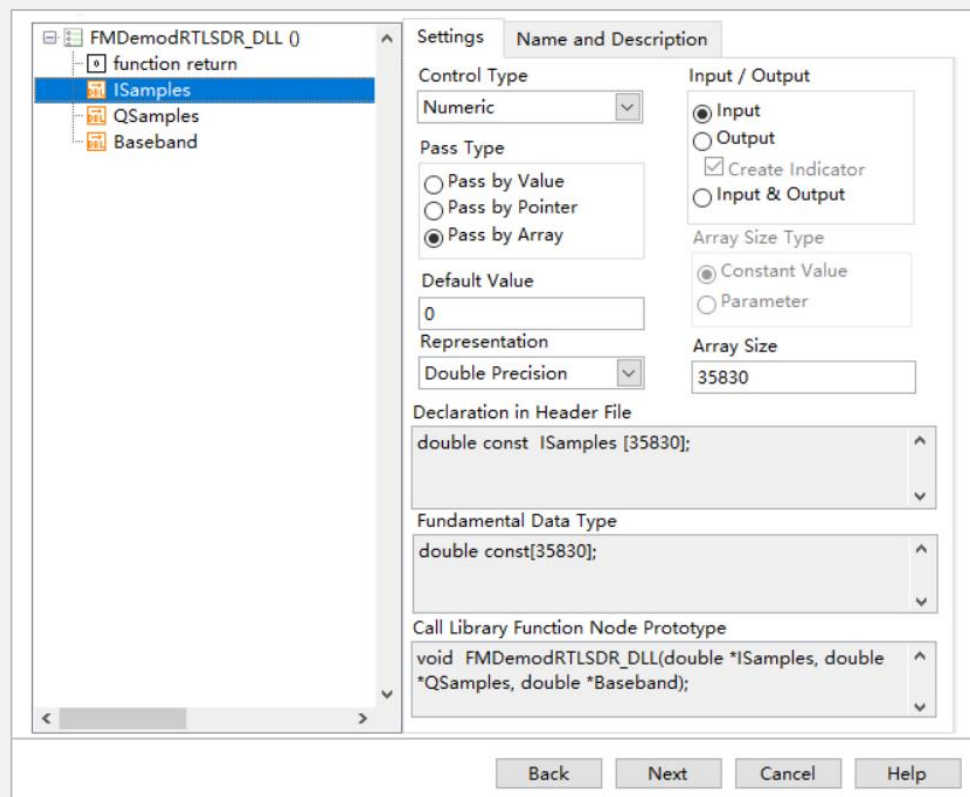 FMDemodRTLSDR_DLL ()
function return
ISamples
QSamples
Baseband
Settings
Name and Description
Control Type
Numeric
Pass Type
Pass by Value
Pass by Pointer
Pass by Array
Default Value
0
Representation
Double Precision
Input / Output
Input
Output
Create Indicator
Input & Output
Array Size Type
Constant Value
Parameter
Array Size
35830
Declaration in Header File
double const  ISamples [35830];
Fundamental Data Type
double const[35830];
Call Library Function Node Prototype
void  FMDemodRTLSDR_DLL(double *ISamples, double
*QSamples, double *Baseband);
Back
Next
Cancel
Help